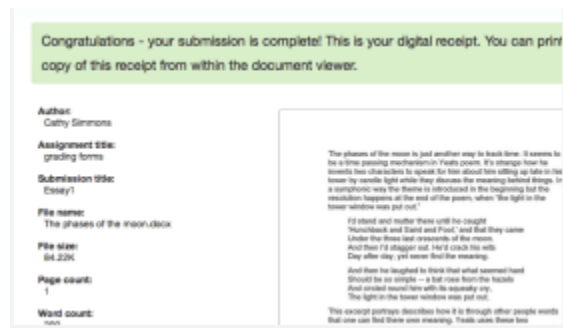 Congratulations - your submission is complete! This is your digital receipt. You can print
copy of this receipt from within the document viewer.
Author:
Cathy Simmons
Assignment title:
grading forms
Submission title:
Essay1
File name:
The phases of the moon.docx
File size:
84.22K
Page count:
1
Word count:
The phases of the moon is just another way to track time. It seems to
be a time passing mechanism in Yeats poem. It's strange how he
invents two characters to speak for him about him sitting up late in his
tower by candle light while they discuss the meaning behind things. In
a symphonic way the theme is introduced in the beginning but the
resolution happens at the end of the poem, when "the light in the
tower window was put out."
I'd stand and mutter there until he caught
'Hunchback and Saint and Fool,' and that they came
Under the three last crescents of the moon.
And then I'd stagger out. He'd crack his wits
Day after day, yet never find the meaning.
And then he laughed to think that what seemed hard
Should be so simple -- a bat rose from the hazels
And circled round him with its squeaky cry,
The light in the tower window was put out.
This excerpt portrays describes how it is through other people words
that one can find there own meaning. Yeats uses these two